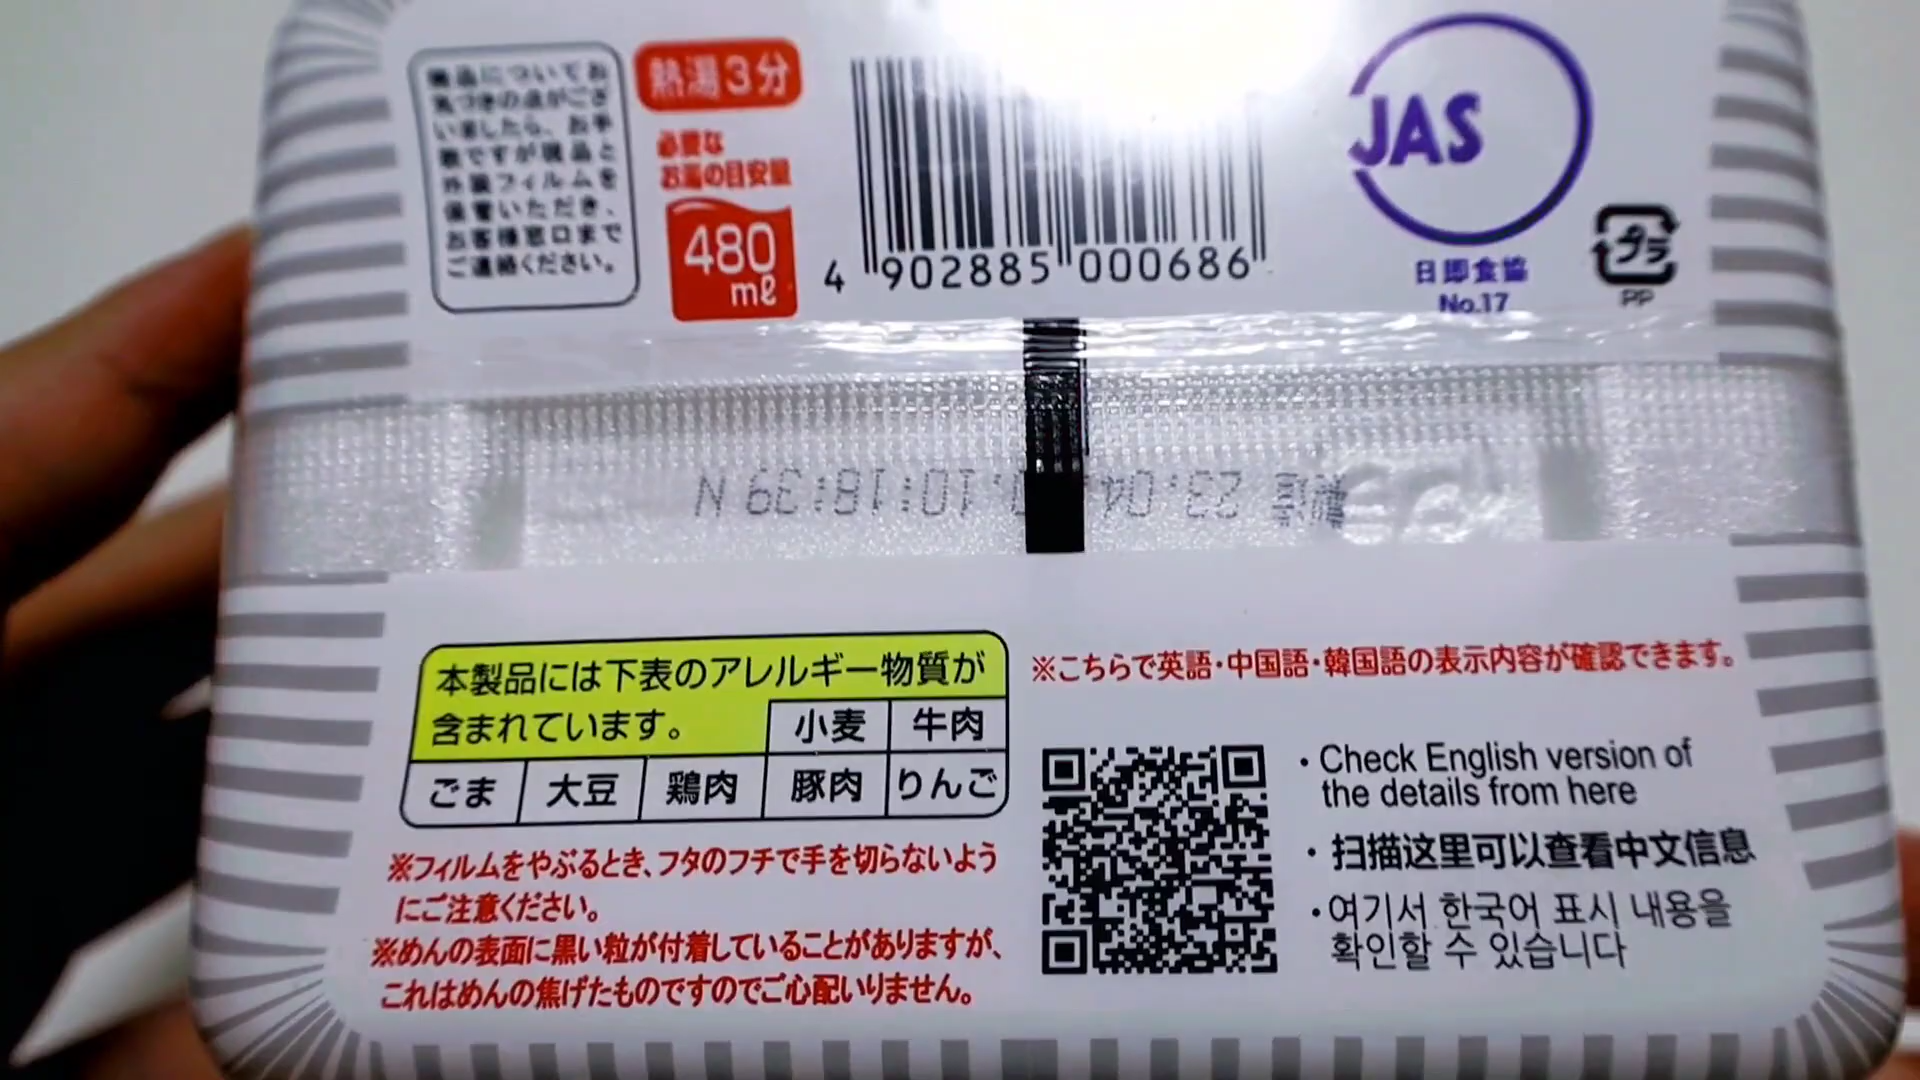 商品についてお
気づきの点がござ
いましたら、お手
数ですが現品と
外装フィルムを
保管いただき、
お客様窓口まで
ご連絡ください。
熱湯3分
必要な
お湯の目安量
480
mℓ
4 902885 000686
JAS
日即食協
No.17
プラ
PP
製造 23.04 10:18:39 N
本製品には下表のアレルギー物質が
含まれています。
小麦 牛肉
ごま 大豆 鶏肉 豚肉 りんご
※フィルムをやぶるとき、フタのフチで手を切らないよう
にご注意ください。
※めんの表面に黒い粒が付着していることがありますが、
これはめんの焦げたものですのでご心配いりません。
※こちらで英語・中国語・韓国語の表示内容が確認できます。
・Check English version of
the details from here
・扫描这里可以查看中文信息
・여기서 한국어 표시 내용을
확인할 수 있습니다